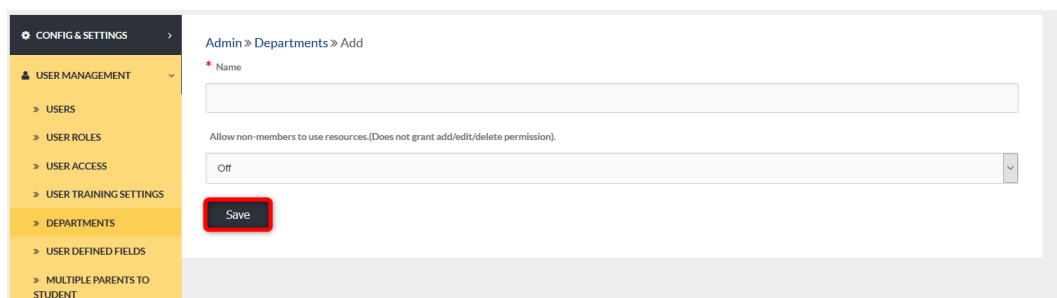 CONFIG & SETTINGS
USER MANAGEMENT
» USERS
» USER ROLES
» USER ACCESS
» USER TRAINING SETTINGS
» DEPARTMENTS
» USER DEFINED FIELDS
» MULTIPLE PARENTS TO
STUDENT
Admin » Departments » Add
* Name
Allow non-members to use resources.(Does not grant add/edit/delete permission).
Off
Save